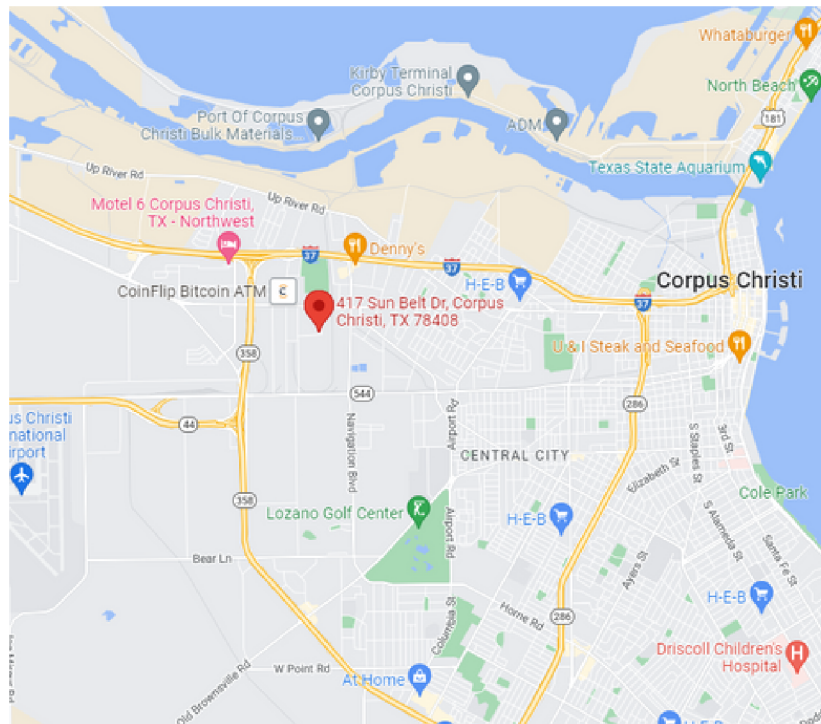 Whataburger
Kirby Terminal
Corpus Christi
North Beach
Port Of Corpus
Christi Bulk Materials...
ADM
181
Texas State Aquarium
Up River Rd
Motel 6 Corpus Christi,
TX - Northwest
Up River Rd
37
Denny's
37
H-E-B
Corpus Christi
CoinFlip Bitcoin ATM
C
417 Sun Belt Dr, Corpus
Christi, TX 78408
37
U & I Steak and Seafood
358
544
286
44
Navigation Blvd
Airport Rd
S Staples St
3rd St
us Christi
national
irport
CENTRAL CITY
Elizabeth St
358
Cole Park
Lozano Golf Center
H-E-B
Airport Rd
S Alameda St
Santa Fe St
Bear Ln
Ayers St
H-E-B
Columbia St
Horne Rd
286
Driscoll Children's
Hospital
H
W Point Rd
At Home
Old Brownsville Rd
H-E-B